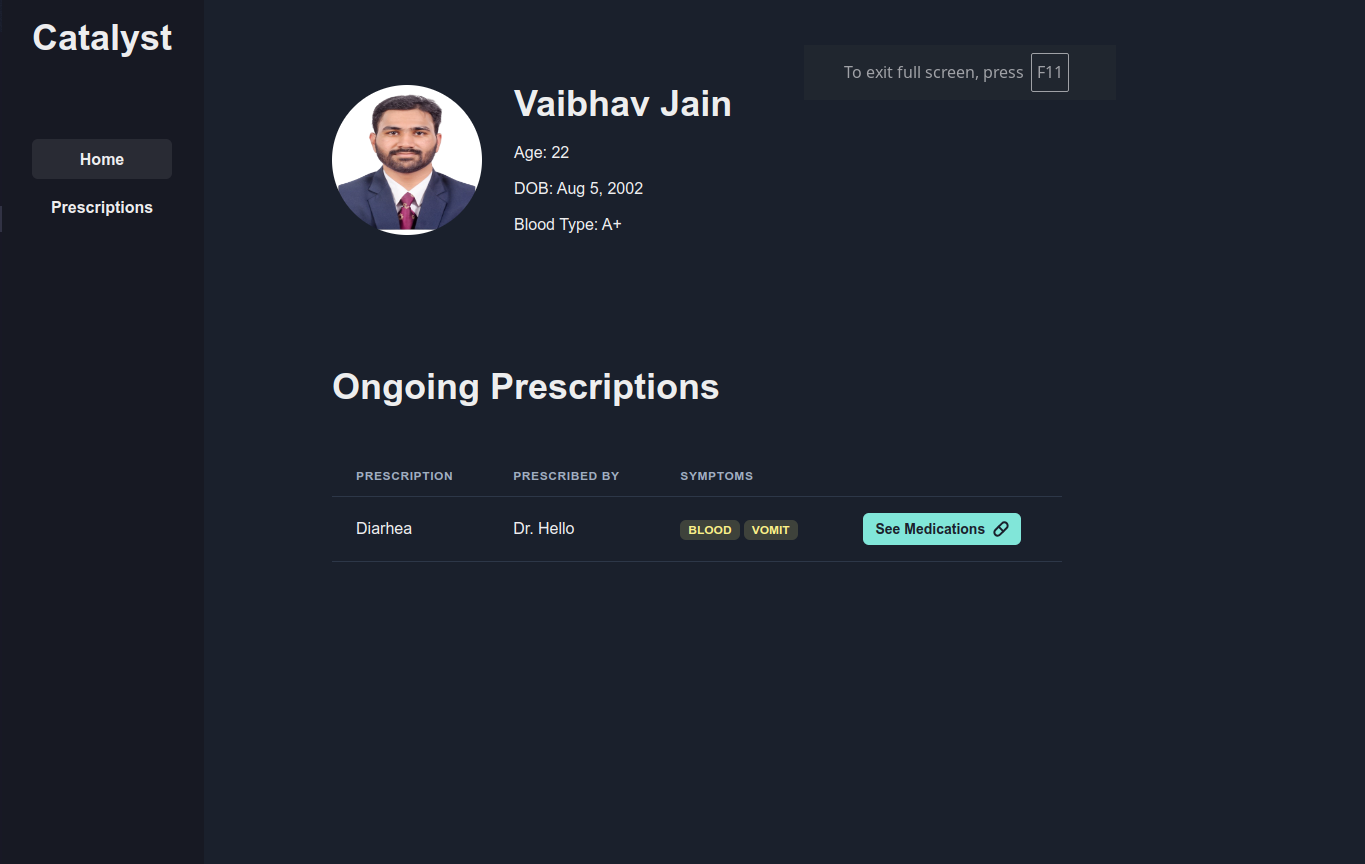 Catalyst
To exit full screen, press F11
Home
Prescriptions
Vaibhav Jain
Age: 22
DOB: Aug 5, 2002
Blood Type: A+
Ongoing Prescriptions
PRESCRIPTION PRESCRIBED BY SYMPTOMS
Diarhea Dr. Hello BLOOD VOMIT See Medications